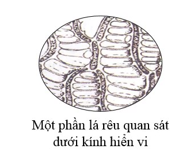 Một phần lá rêu quan sát
dưới kính hiển vi